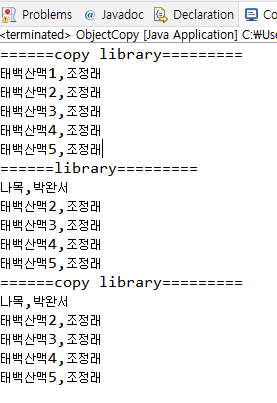 Problems @ Javadoc Declaration
<terminated> ObjectCopy [Java Application] C:₩Use
======copy library=========
태백산맥1,조정래
태백산맥2,조정래
태백산맥3,조정래
태백산맥4,조정래
태백산맥5,조정래
======library=========
나목,박완서
태백산맥2,조정래
태백산맥3,조정래
태백산맥4,조정래
태백산맥5,조정래
======copy library=========
나목,박완서
태백산맥2,조정래
태백산맥3,조정래
태백산맥4,조정래
태백산맥5,조정래